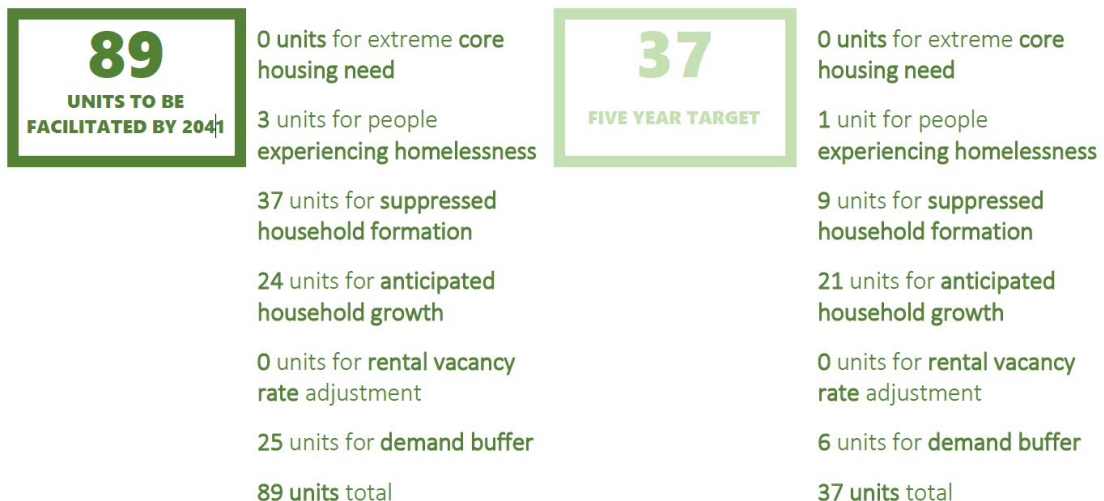 89
UNITS TO BE
FACILITATED BY 2041
0 units for extreme core
housing need
3 units for people
experiencing homelessness
37 units for suppressed
household formation
24 units for anticipated
household growth
0 units for rental vacancy
rate adjustment
25 units for demand buffer
89 units total
37
FIVE YEAR TARGET
0 units for extreme core
housing need
1 unit for people
experiencing homelessness
9 units for suppressed
household formation
21 units for anticipated
household growth
0 units for rental vacancy
rate adjustment
6 units for demand buffer
37 units total